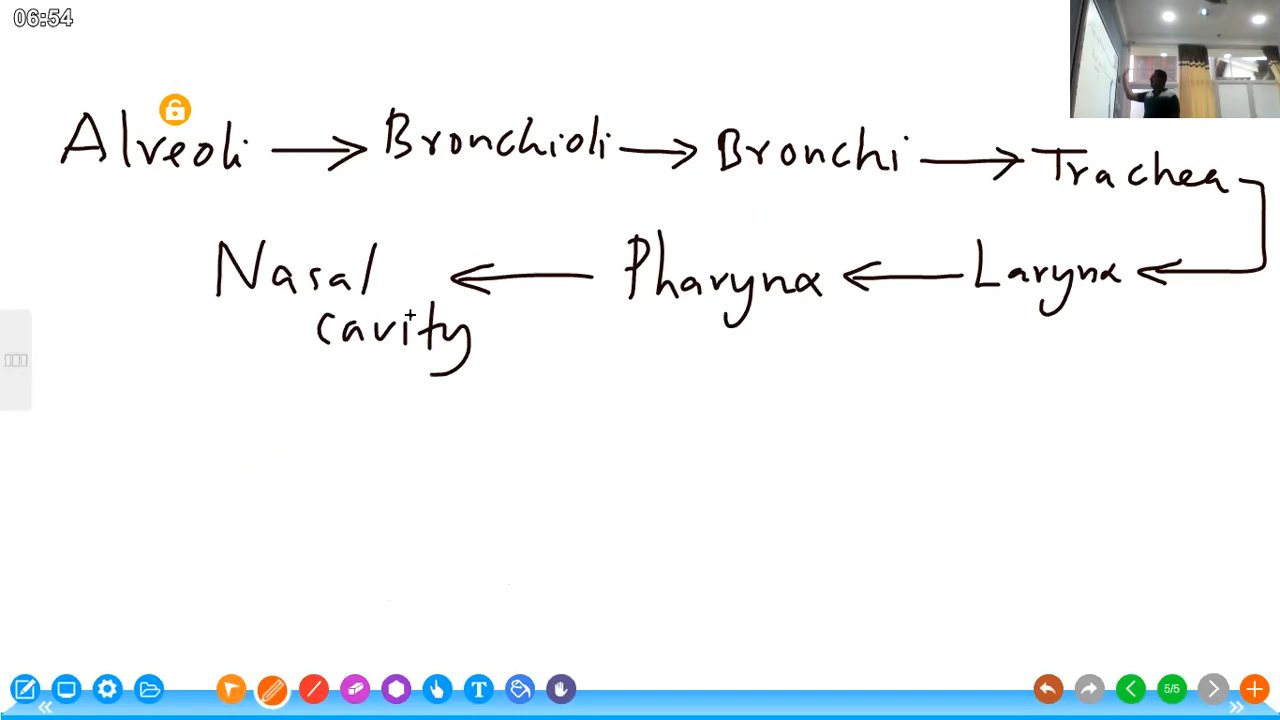 06:54
Alveoli → Bronchioli → Bronchi → Trachea
Nasal ← Pharynx ← Larynx ←
cavity
T
5/5